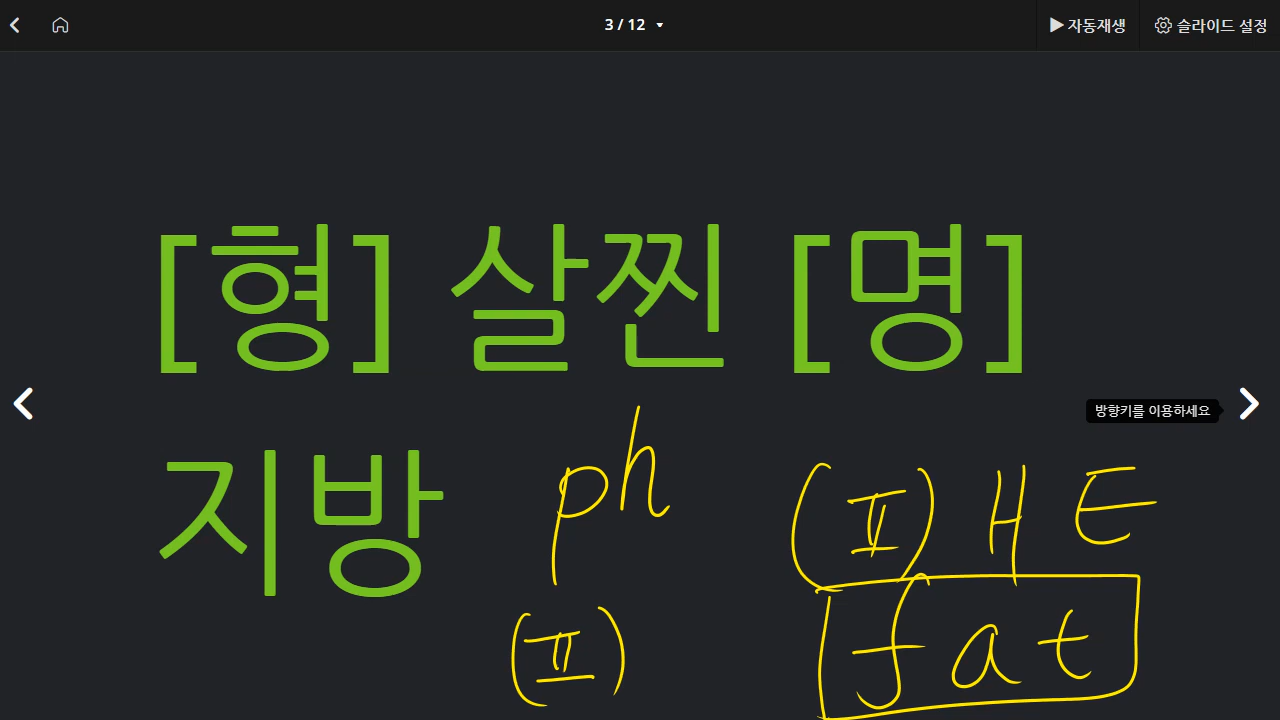 3 / 12
▶ 자동재생
슬라이드 설정
[형] 살찐 [명]
지방
방향키를 이용하세요
ph
(ㅍ) ㅐ E
(ㅍ)
fat